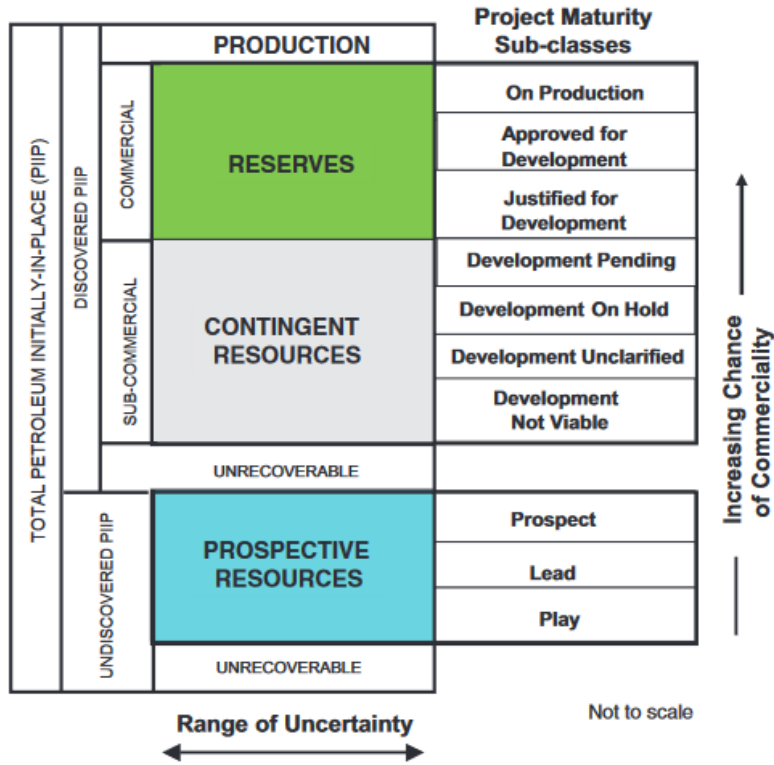 Project Maturity
Sub-classes
PRODUCTION
TOTAL PETROLEUM INITIALLY-IN-PLACE (PIIP)
DISCOVERED PIIP
COMMERCIAL
RESERVES
On Production
Approved for
Development
Justified for
Development
SUB-COMMERCIAL
CONTINGENT
RESOURCES
Development Pending
Development On Hold
Development Unclarified
Development
Not Viable
UNRECOVERABLE
UNDISCOVERED PIIP
PROSPECTIVE
RESOURCES
Prospect
Lead
Play
UNRECOVERABLE
Increasing Chance
of Commerciality
Range of Uncertainty
Not to scale